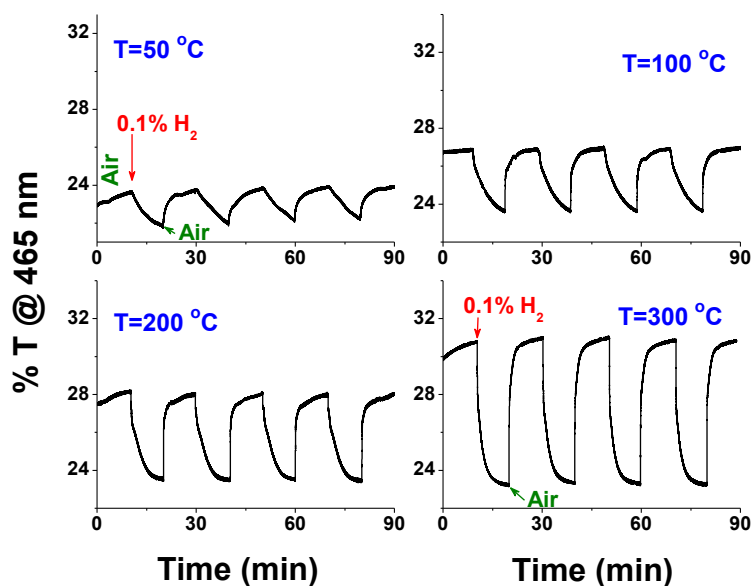 % T @ 465 nm
32
28
24
T=50 °C
0.1% H₂
Air
Air
0 30 60 90
32
28
24
T=100 °C
0 30 60 90
32
28
24
T=200 °C
0 30 60 90
Time (min)
32
28
24
0.1% H₂
T=300 °C
Air
0 30 60 90
Time (min)